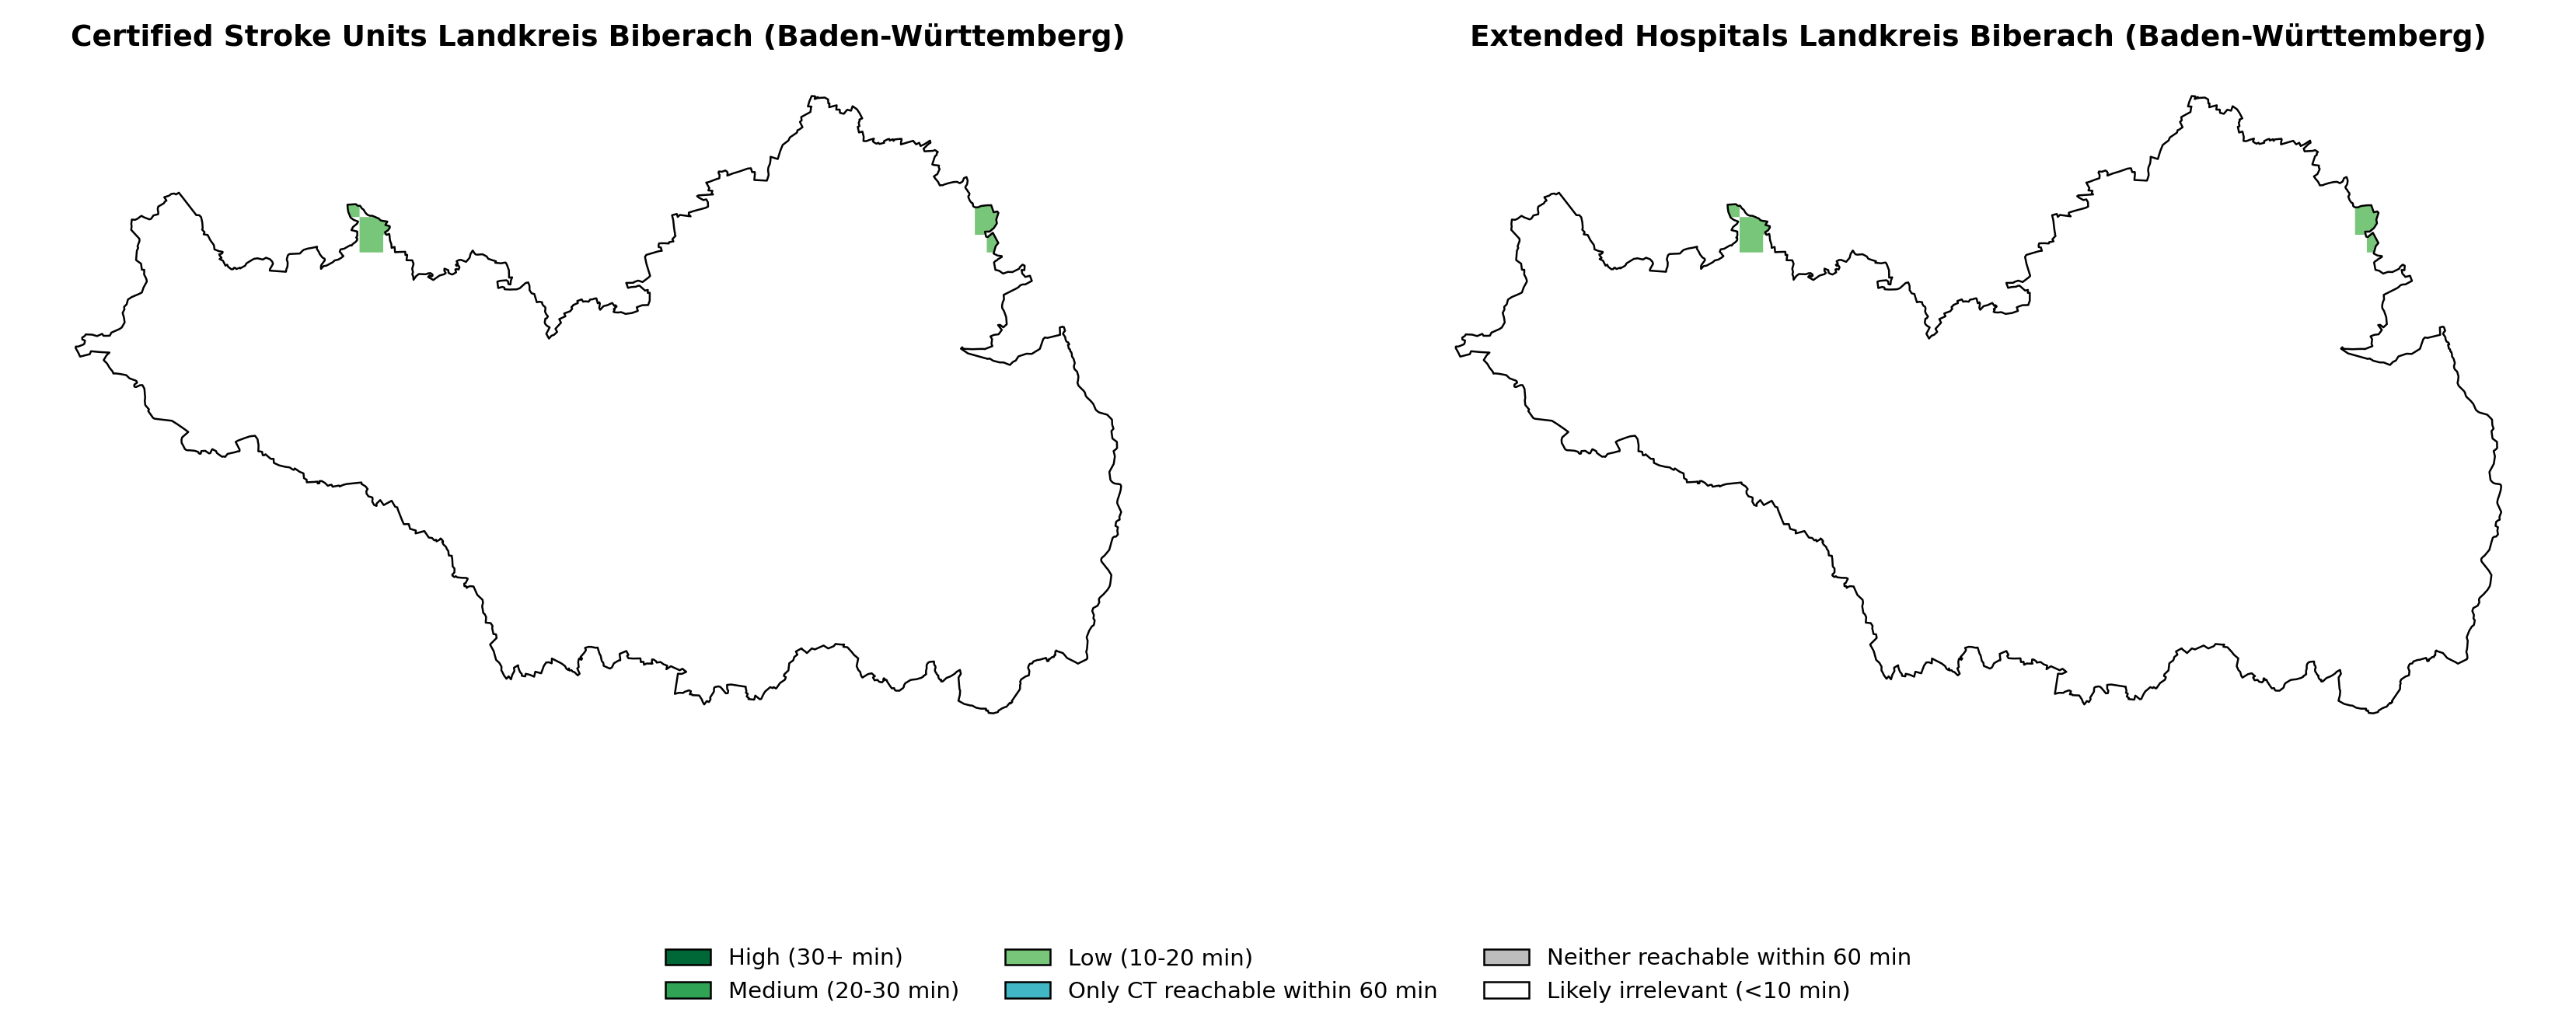 Certified Stroke Units Landkreis Biberach (Baden-Württemberg)
Extended Hospitals Landkreis Biberach (Baden-Württemberg)
High (30+ min)
Medium (20-30 min)
Low (10-20 min)
Only CT reachable within 60 min
Neither reachable within 60 min
Likely irrelevant (<10 min)